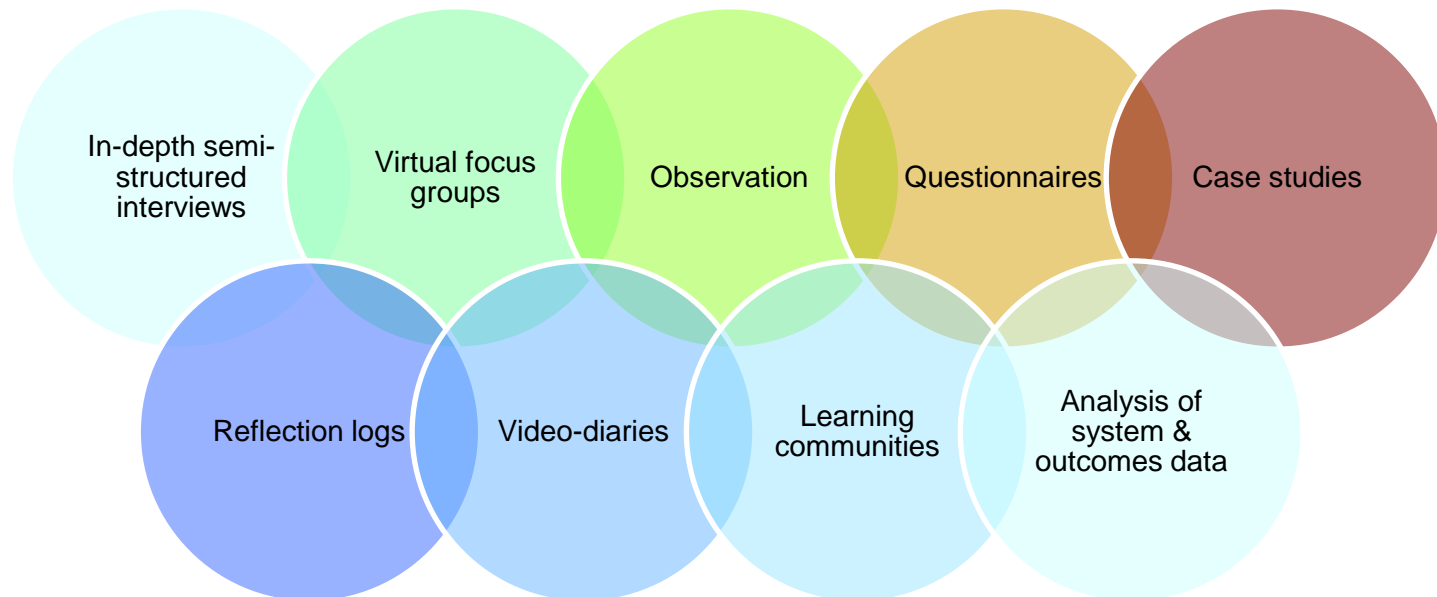 In-depth semi-
structured
interviews
Virtual focus
groups
Observation
Questionnaires
Case studies
Reflection logs
Video-diaries
Learning
communities
Analysis of
system &
outcomes data